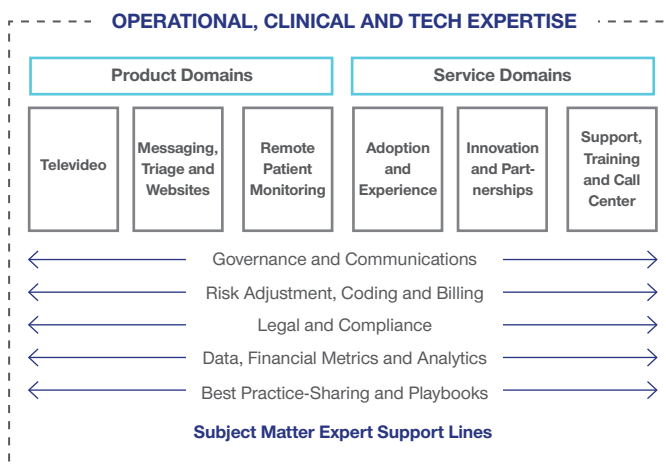 OPERATIONAL, CLINICAL AND TECH EXPERTISE
Product Domains
Service Domains
Televideo
Messaging,
Triage and
Websites
Remote
Patient
Monitoring
Adoption
and
Experience
Innovation
and Part-
nerships
Support,
Training
and Call
Center
Governance and Communications
Risk Adjustment, Coding and Billing
Legal and Compliance
Data, Financial Metrics and Analytics
Best Practice-Sharing and Playbooks
Subject Matter Expert Support Lines